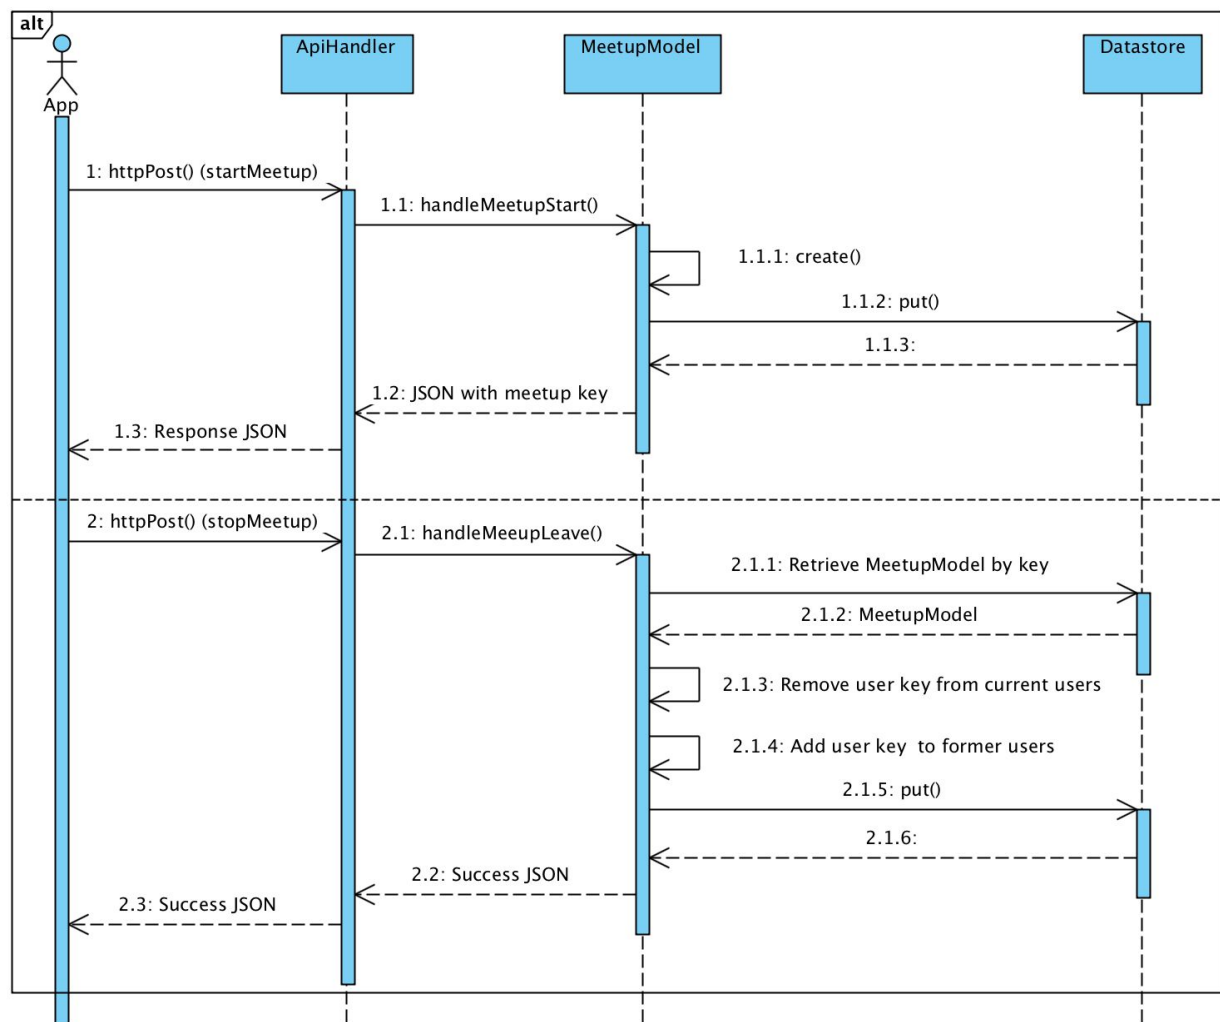 alt
App
ApiHandler
MeetupModel
Datastore
1: httpPost() (startMeetup)
1.1: handleMeetupStart()
1.1.1: create()
1.1.2: put()
1.1.3:
1.2: JSON with meetup key
1.3: Response JSON
2: httpPost() (stopMeetup)
2.1: handleMeeupLeave()
2.1.1: Retrieve MeetupModel by key
2.1.2: MeetupModel
2.1.3: Remove user key from current users
2.1.4: Add user key  to former users
2.1.5: put()
2.1.6:
2.2: Success JSON
2.3: Success JSON